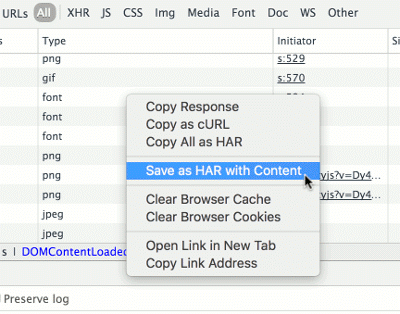 URLs All XHR JS CSS Img Media Font Doc WS Other
s Type Initiator Si
png s:529
gif s:570
font
font
font
png
png yjs?v=Dy4…
png yjs?v=Dy4…
jpeg
jpeg
Copy Response
Copy as cURL
Copy All as HAR
Save as HAR with Content
Clear Browser Cache
Clear Browser Cookies
Open Link in New Tab
Copy Link Address
s | DOMContentLoaded
Preserve log